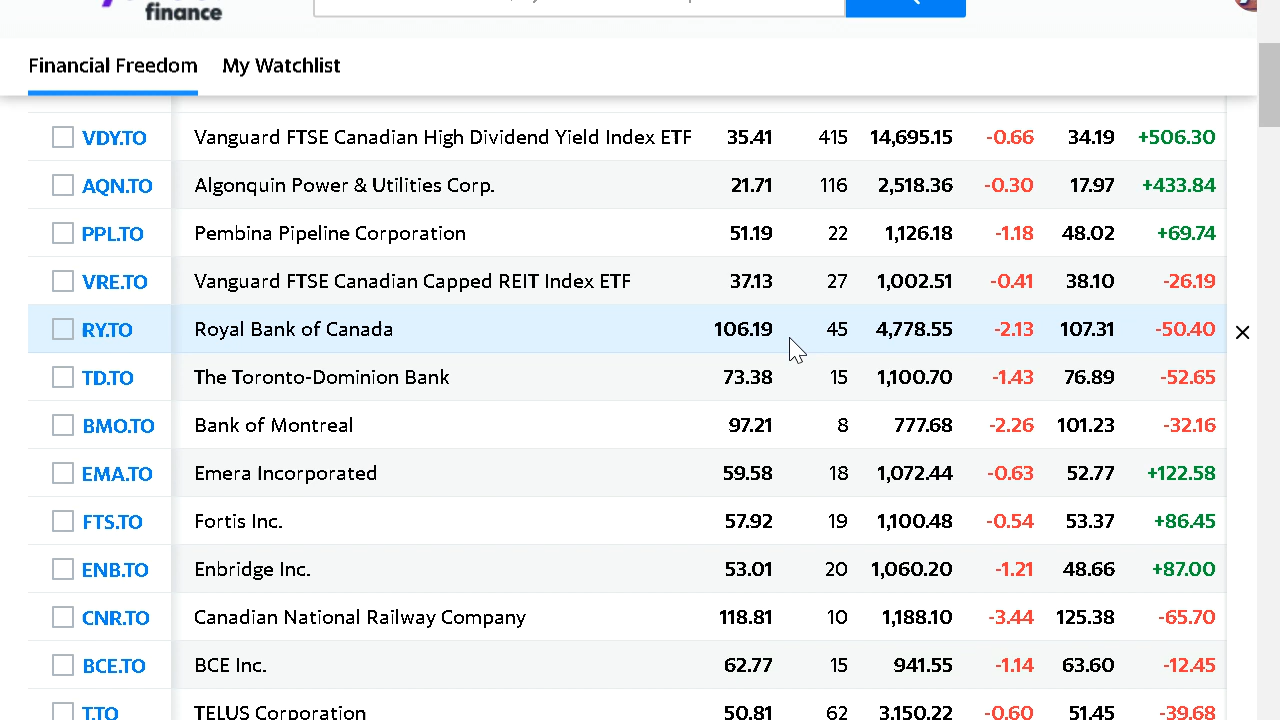 finance
Financial Freedom My Watchlist
VDY.TO Vanguard FTSE Canadian High Dividend Yield Index ETF 35.41 415 14,695.15 -0.66 34.19 +506.30
AQN.TO Algonquin Power & Utilities Corp. 21.71 116 2,518.36 -0.30 17.97 +433.84
PPL.TO Pembina Pipeline Corporation 51.19 22 1,126.18 -1.18 48.02 +69.74
VRE.TO Vanguard FTSE Canadian Capped REIT Index ETF 37.13 27 1,002.51 -0.41 38.10 -26.19
RY.TO Royal Bank of Canada 106.19 45 4,778.55 -2.13 107.31 -50.40
TD.TO The Toronto-Dominion Bank 73.38 15 1,100.70 -1.43 76.89 -52.65
BMO.TO Bank of Montreal 97.21 8 777.68 -2.26 101.23 -32.16
EMA.TO Emera Incorporated 59.58 18 1,072.44 -0.63 52.77 +122.58
FTS.TO Fortis Inc. 57.92 19 1,100.48 -0.54 53.37 +86.45
ENB.TO Enbridge Inc. 53.01 20 1,060.20 -1.21 48.66 +87.00
CNR.TO Canadian National Railway Company 118.81 10 1,188.10 -3.44 125.38 -65.70
BCE.TO BCE Inc. 62.77 15 941.55 -1.14 63.60 -12.45
T.TO TELUS Corporation 50.81 62 3,150.22 -0.60 51.45 -39.68